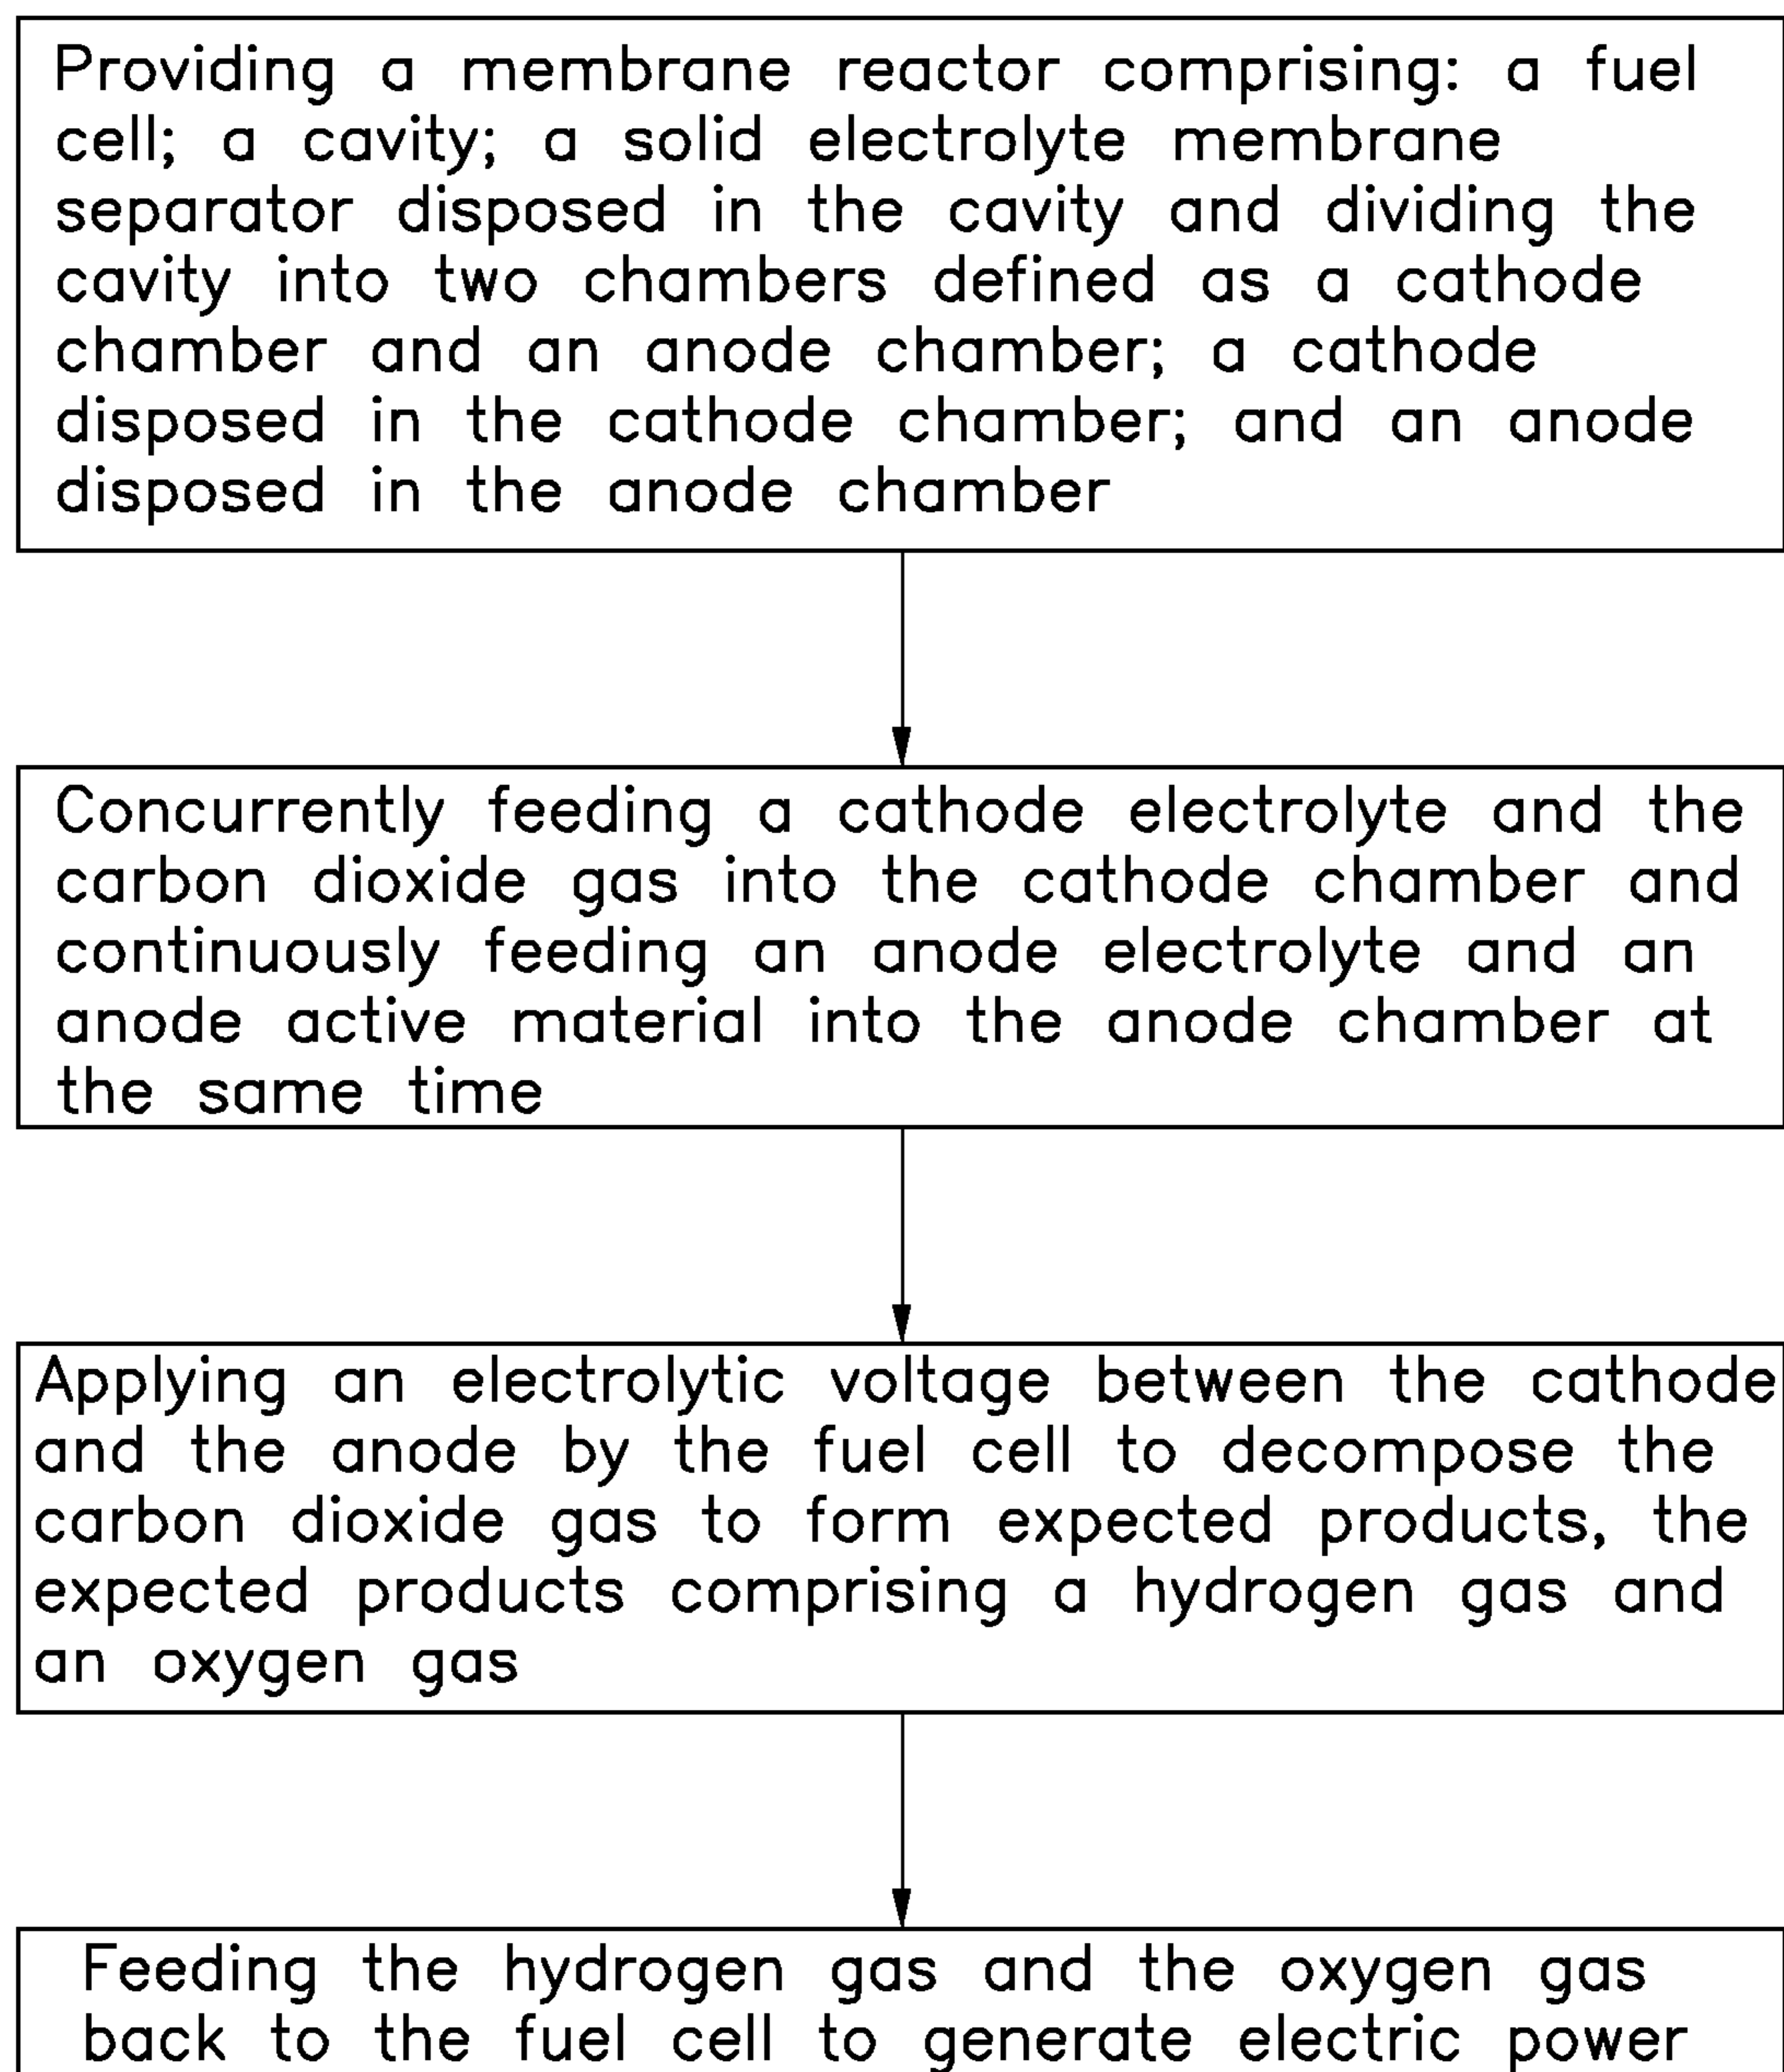 Providing a membrane reactor comprising: a fuel
cell; a cavity; a solid electrolyte membrane
separator disposed in the cavity and dividing the
cavity into two chambers defined as a cathode
chamber and an anode chamber; a cathode
disposed in the cathode chamber; and an anode
disposed in the anode chamber
Concurrently feeding a cathode electrolyte and the
carbon dioxide gas into the cathode chamber and
continuously feeding an anode electrolyte and an
anode active material into the anode chamber at
the same time
Applying an electrolytic voltage between the cathode
and the anode by the fuel cell to decompose the
carbon dioxide gas to form expected products, the
expected products comprising a hydrogen gas and
an oxygen gas
Feeding the hydrogen gas and the oxygen gas
back to the fuel cell to generate electric power